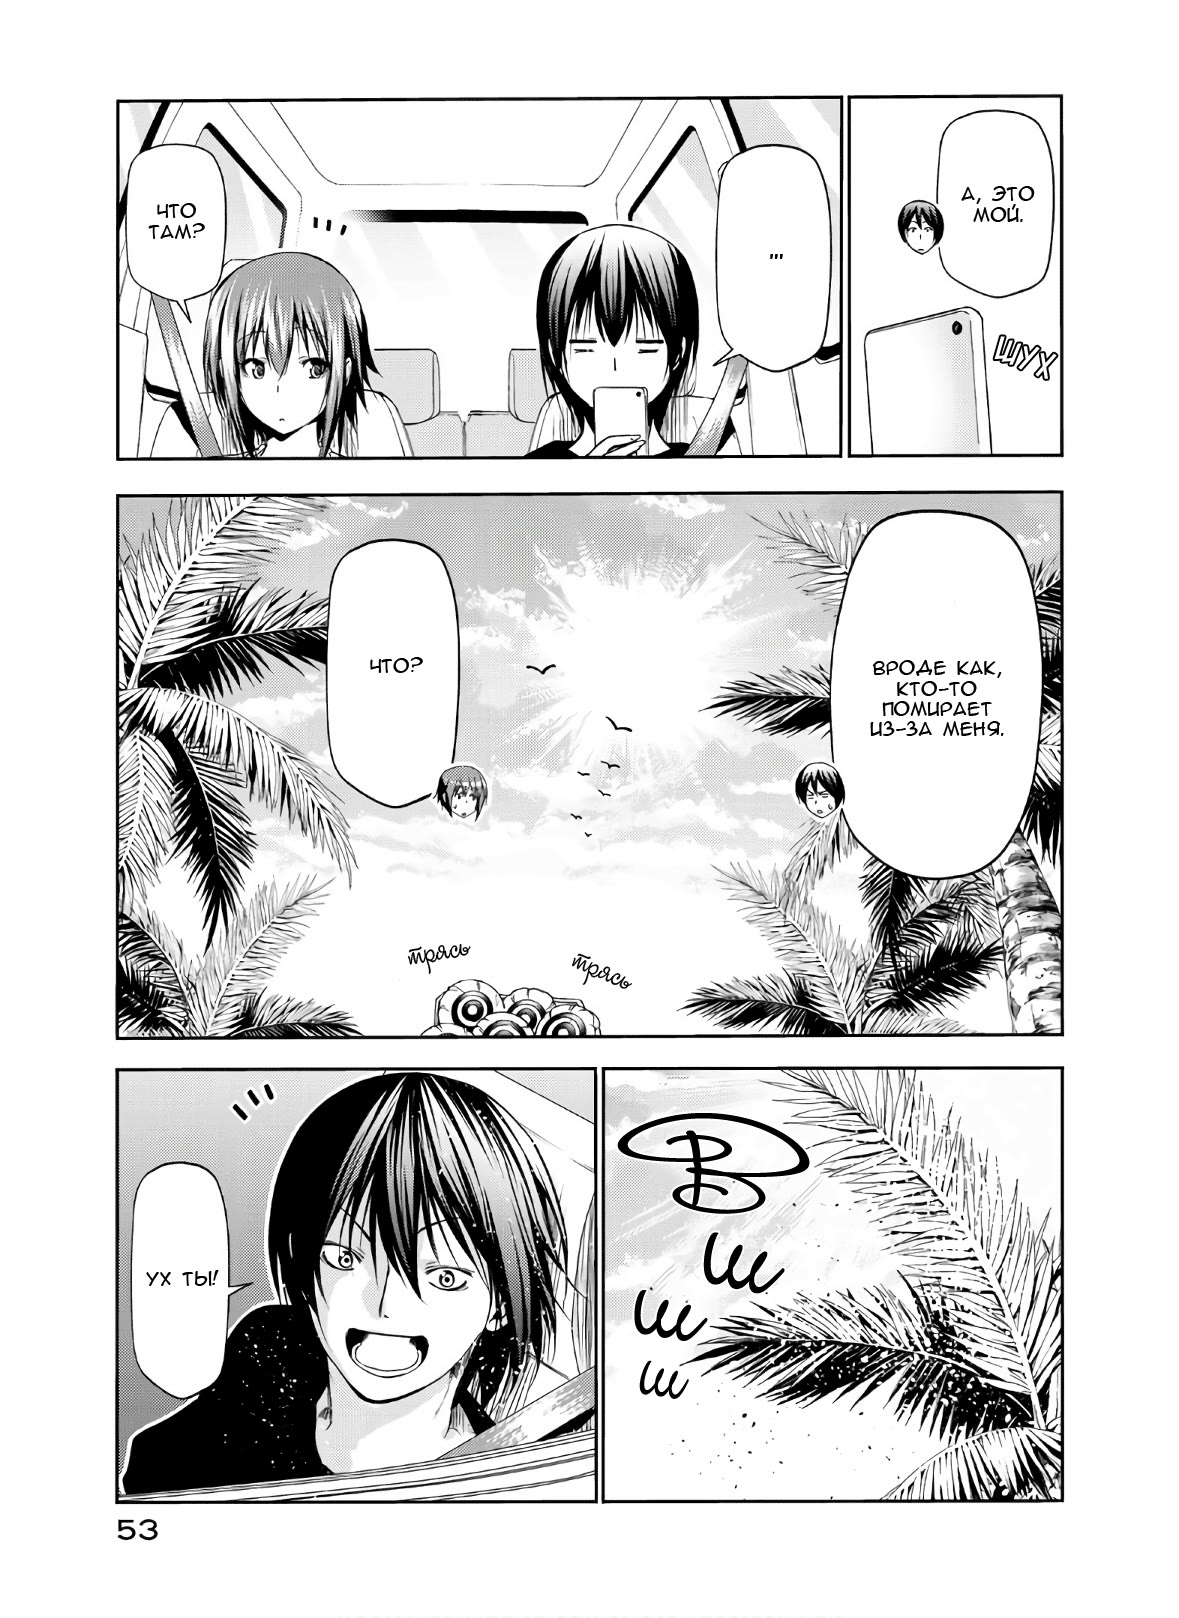 А, ЭТО
МОЙ.
ШУХ
...
ЧТО
ТАМ?
ВРОДЕ КАК,
КТО-ТО
ПОМИРАЕТ
ИЗ-ЗА МЕНЯ.
ЧТО?
трясь
трясь
В
ш
ш
ш
УХ ТЫ!
53